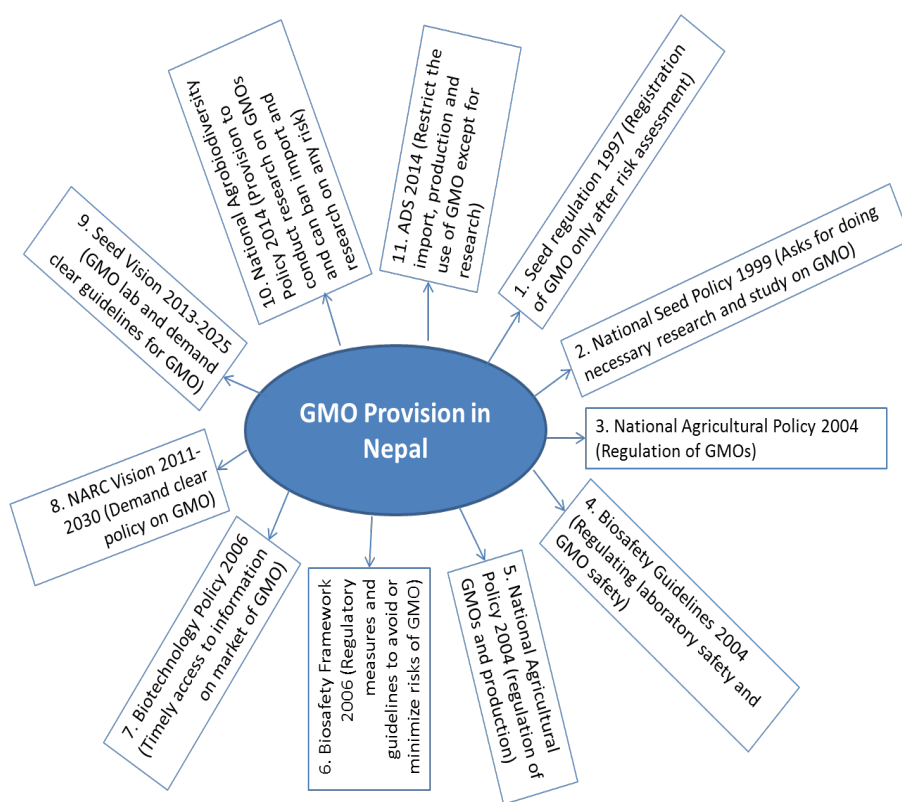 GMO Provision in
Nepal
1. Seed regulation 1997 (Registration
of GMO only after risk assessment)
2. National Seed Policy 1999 (Asks for doing
necessary research and study on GMO)
3. National Agricultural Policy 2004
(Regulation of GMOs)
4. Biosafety Guidelines 2004
(Regulating laboratory safety and
GMO safety)
5. National Agricultural
Policy 2004 (regulation of
GMOs and production)
6. Biosafety Framework
2006 (Regulatory
measures and
guidelines to avoid or
minimize risks of GMO)
7. Biotechnology Policy 2006
(Timely access to information
on market of GMO)
8. NARC Vision 2011-
2030 (Demand clear
policy on GMO)
9. Seed Vision 2013-2025
(GMO lab and demand
clear guidelines for GMO)
10. National Agrobiodiversity
Policy 2014 (Provision to
conduct research on GMOs
and can ban import and
research on any risk)
11. ADS 2014 (Restrict the
import, production and
use of GMO except for
research)